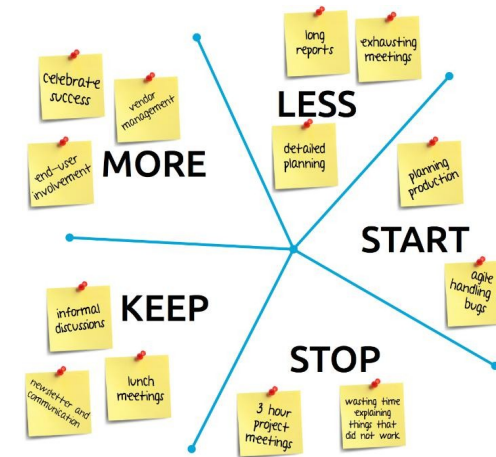 celebrate
success
vendor
management
end-user
involvement
MORE
long
reports
exhausting
meetings
LESS
detailed
planning
planning
production
START
agile
handling
bugs
KEEP
informal
discussions
newsletter and
communication
lunch
meetings
STOP
3 hour
project
meetings
wasting time
explaining
things that
did not work